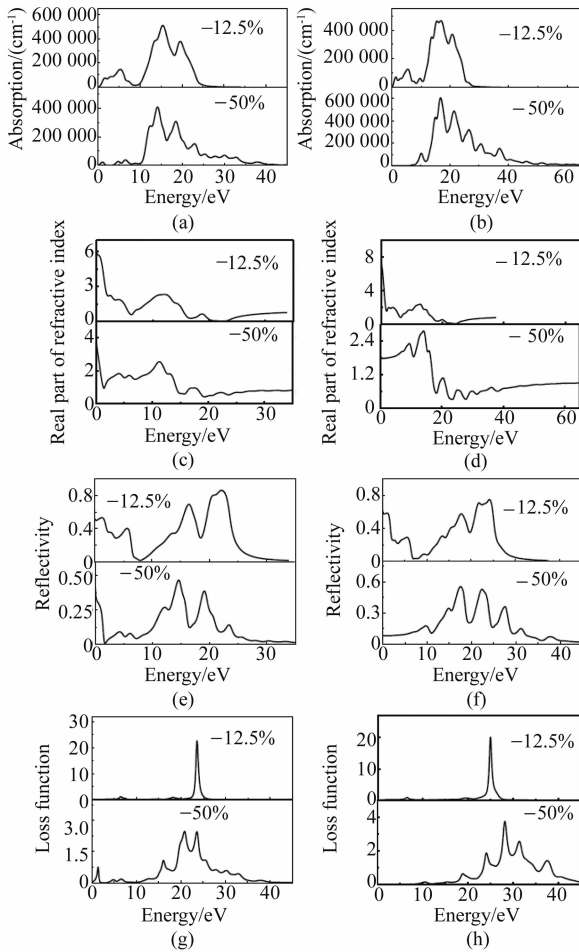 600 000
400 000
200 000
0
−12.5%
400 000
200 000
0
−50%
0 10 20 30 40
Absorption/(cm⁻¹)
Energy/eV
(a)
400 000
200 000
0
−12.5%
600 000
400 000
200 000
0
−50%
0 20 40 60
Absorption/(cm⁻¹)
Energy/eV
(b)
6
3
0
−12.5%
4
2
0
−50%
0 10 20 30
Real part of refractive index
Energy/eV
(c)
8
4
0
− 12.5%
2.4
1.2
0
− 50%
0 20 40 60
Real part of refractive index
Energy/eV
(d)
0.8
0.4
0
−12.5%
0.50
0.25
0
−50%
0 10 20 30
Reflectivity
Energy/eV
(e)
0.8
0.4
0
−12.5%
0.6
0.3
0
−50%
0 10 20 30 40
Reflectivity
Energy/eV
(f)
30
20
10
0
−12.5%
3.0
1.5
0
−50%
0 10 20 30 40
Loss function
Energy/eV
(g)
20
10
0
−12.5%
4
2
0
−50%
0 10 20 30 40
Loss function
Energy/eV
(h)